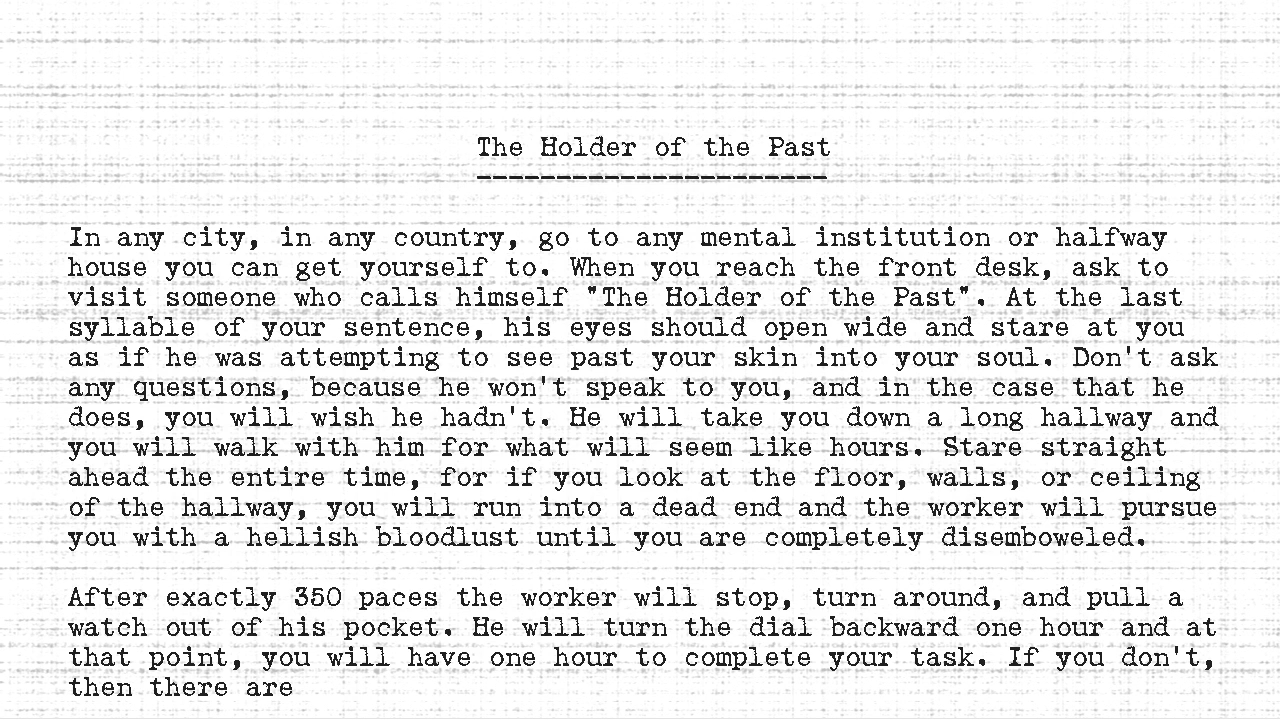 The Holder of the Past
----------------------
In any city, in any country, go to any mental institution or halfway
house you can get yourself to. When you reach the front desk, ask to
visit someone who calls himself "The Holder of the Past". At the last
syllable of your sentence, his eyes should open wide and stare at you
as if he was attempting to see past your skin into your soul. Don't ask
any questions, because he won't speak to you, and in the case that he
does, you will wish he hadn't. He will take you down a long hallway and
you will walk with him for what will seem like hours. Stare straight
ahead the entire time, for if you look at the floor, walls, or ceiling
of the hallway, you will run into a dead end and the worker will pursue
you with a hellish bloodlust until you are completely disemboweled.
After exactly 350 paces the worker will stop, turn around, and pull a
watch out of his pocket. He will turn the dial backward one hour and at
that point, you will have one hour to complete your task. If you don't,
then there are